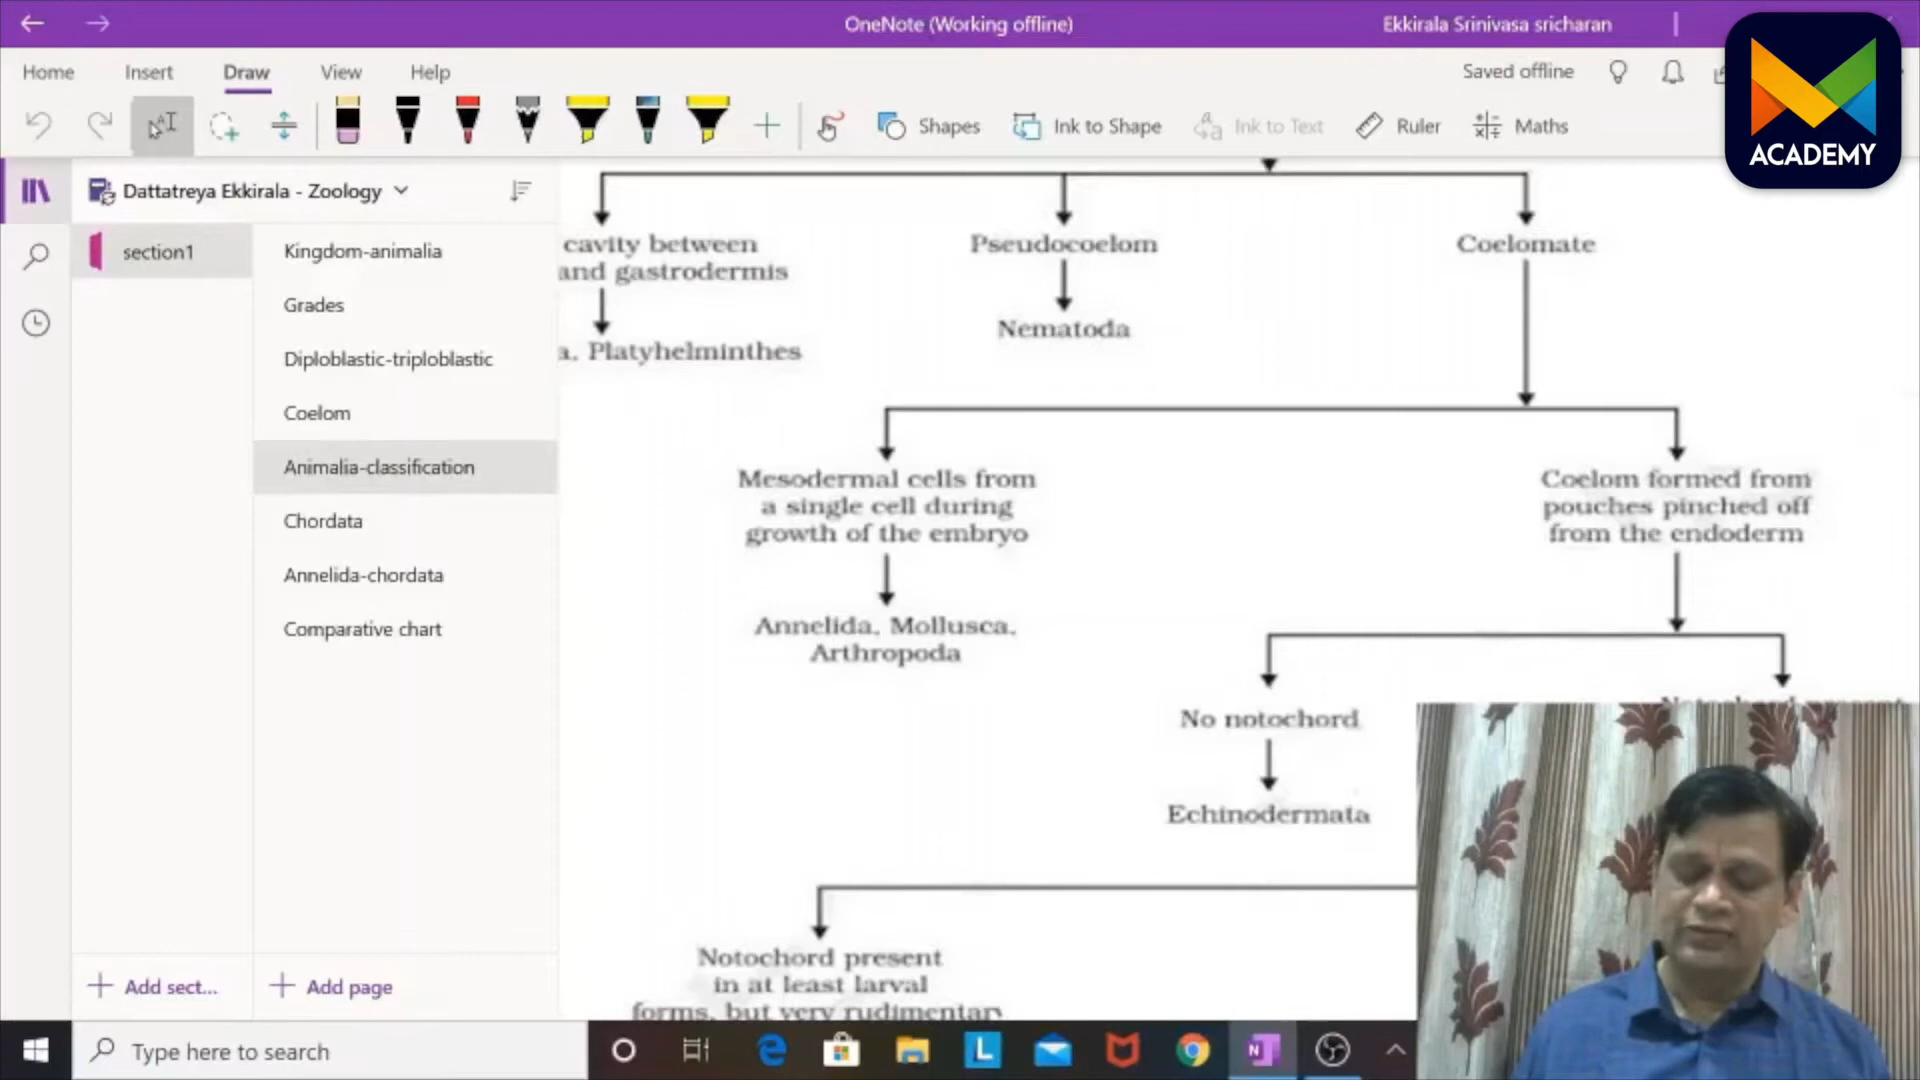 OneNote (Working offline)
Ekkirala Srinivasa sricharan
Home Insert Draw View Help
Saved offline
Shapes
Ink to Shape
Ink to Text
Ruler
Maths
ACADEMY
Dattatreya Ekkirala - Zoology
section1
Kingdom-animalia
Grades
Diploblastic-triploblastic
Coelom
Animalia-classification
Chordata
Annelida-chordata
Comparative chart
Add sect...
Add page
cavity between
and gastrodermis
a, Platyhelminthes
Pseudocoelom
Nematoda
Coelomate
Mesodermal cells from
a single cell during
growth of the embryo
Annelida, Mollusca,
Arthropoda
Coelom formed from
pouches pinched off
from the endoderm
No notochord
Echinodermata
Notochord present
in at least larval
forms, but very rudimentary
Type here to search